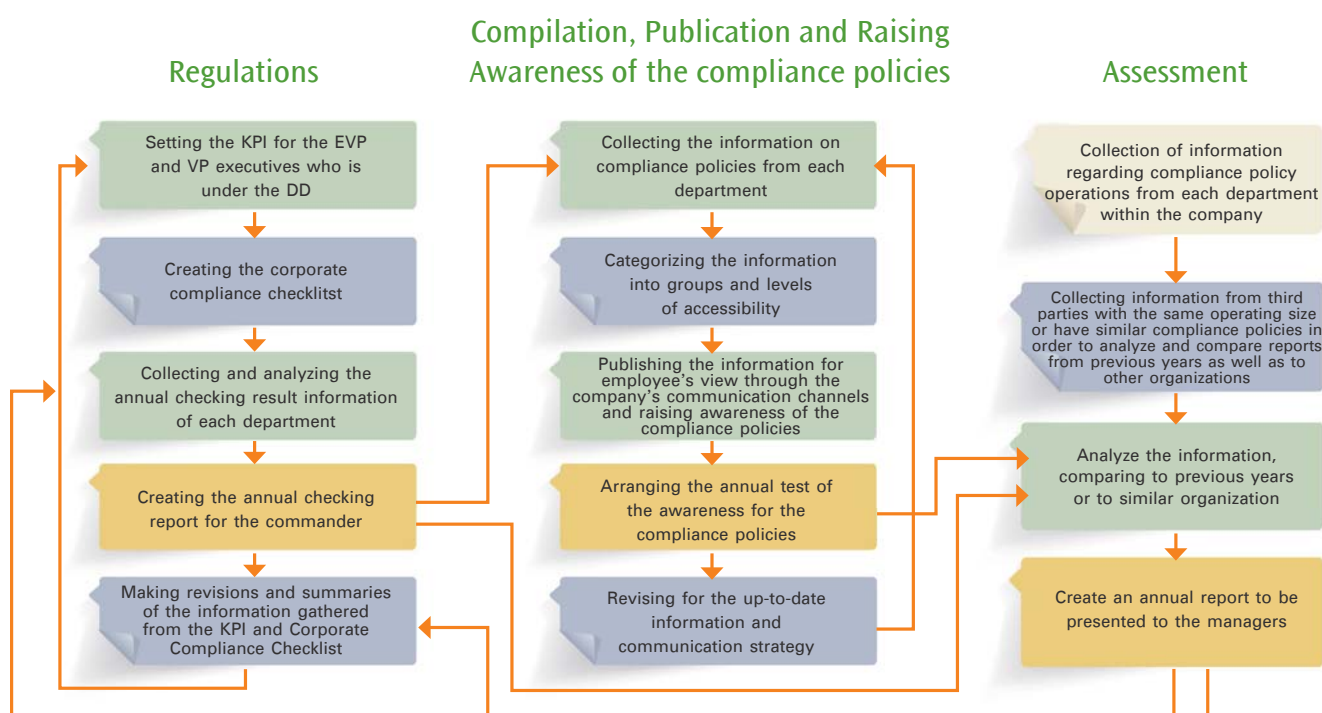 Regulations
Setting the KPI for the EVP
and VP executives who is
under the DD
Creating the corporate
compliance checklitst
Collecting and analyzing the
annual checking result information
of each department
Creating the annual checking
report for the commander
Making revisions and summaries
of the information gathered
from the KPI and Corporate
Compliance Checklist
Compilation, Publication and Raising
Awareness of the compliance policies
Collecting the information on
compliance policies from each
department
Categorizing the information
into groups and levels
of accessibility
Publishing the information for
employee's view through the
company's communication channels
and raising awareness of the
compliance policies
Arranging the annual test of
the awareness for the
compliance policies
Revising for the up-to-date
information and
communication strategy
Assessment
Collection of information
regarding compliance policy
operations from each department
within the company
Collecting information from third
parties with the same operating size
or have similar compliance policies in
order to analyze and compare reports
from previous years as well as to
other organizations
Analyze the information,
comparing to previous years
or to similar organization
Create an annual report to be
presented to the managers